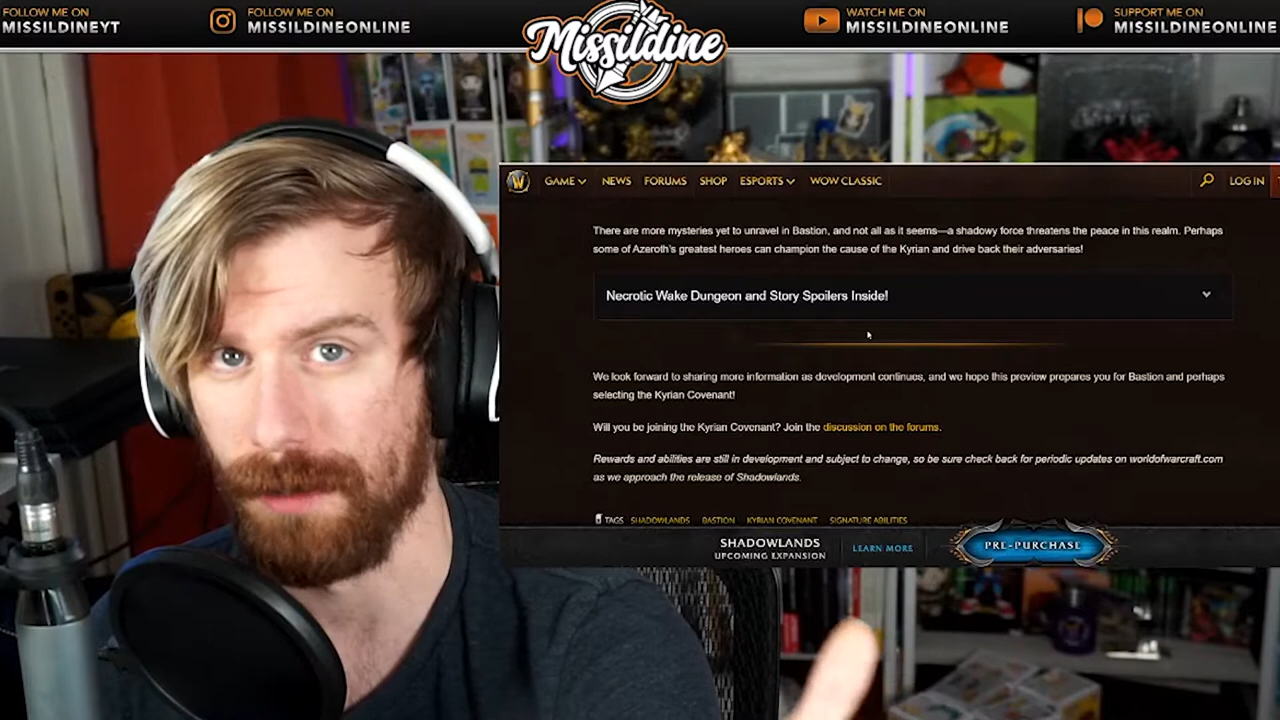 FOLLOW ME ON
MISSILDINEYT
FOLLOW ME ON
MISSILDINEONLINE
Missildine
WATCH ME ON
MISSILDINEONLINE
SUPPORT ME ON
MISSILDINEONLINE
W GAME NEWS FORUMS SHOP ESPORTS WOW CLASSIC LOG IN
There are more mysteries yet to unravel in Bastion, and not all as it seems—a shadowy force threatens the peace in this realm. Perhaps
some of Azeroth's greatest heroes can champion the cause of the Kyrian and drive back their adversaries!
Necrotic Wake Dungeon and Story Spoilers Inside!
We look forward to sharing more information as development continues, and we hope this preview prepares you for Bastion and perhaps
selecting the Kyrian Covenant!
Will you be joining the Kyrian Covenant? Join the discussion on the forums.
Rewards and abilities are still in development and subject to change, so be sure check back for periodic updates on worldofwarcraft.com
as we approach the release of Shadowlands.
TAGS SHADOWLANDS BASTION KYRIAN COVENANT SIGNATURE ABILITIES
SHADOWLANDS
UPCOMING EXPANSION
LEARN MORE
PRE-PURCHASE